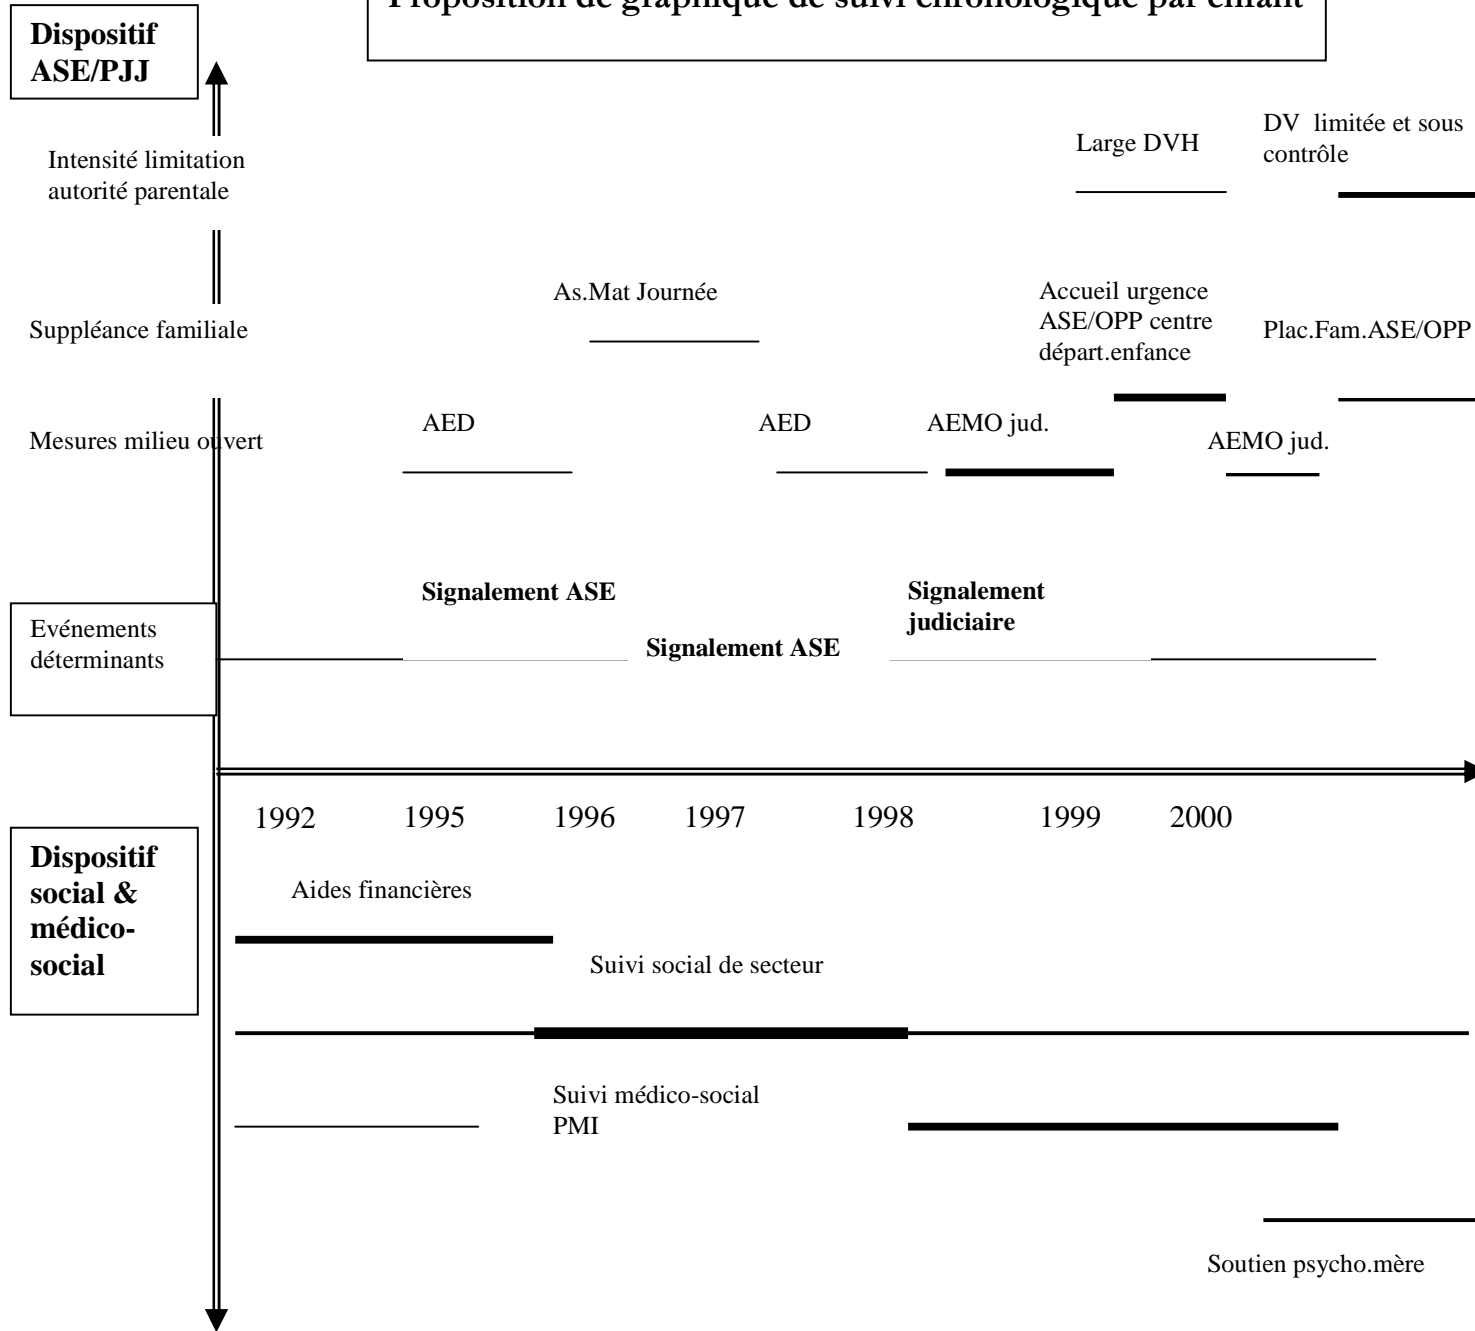 Proposition de graphique de suivi chronologique par enfant
Dispositif
ASE/PJJ
Intensité limitation
autorité parentale
Large DVH
DV limitée et sous
contrôle
Suppléance familiale
As.Mat Journée
Accueil urgence
ASE/OPP centre
départ.enfance
Plac.Fam.ASE/OPP
Mesures milieu ouvert
AED
AED
AEMO jud.
AEMO jud.
Evénements
déterminants
Signalement ASE
Signalement ASE
Signalement
judiciaire
1992
1995
1996
1997
1998
1999
2000
Dispositif
social &
médico-
social
Aides financières
Suivi social de secteur
Suivi médico-social
PMI
Soutien psycho.mère